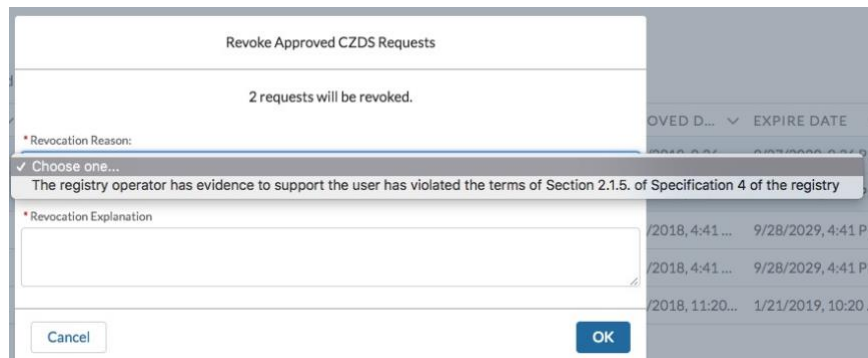 Revoke Approved CZDS Requests
2 requests will be revoked.
OVED D... EXPIRE DATE
* Revocation Reason:
✓ Choose one...
The registry operator has evidence to support the user has violated the terms of Section 2.1.5. of Specification 4 of the registry
* Revocation Explanation
/2018, 4:41 ... 9/28/2029, 4:41 P
/2018, 4:41 ... 9/28/2029, 4:41 P
/2018, 11:20... 1/21/2019, 10:20
Cancel OK